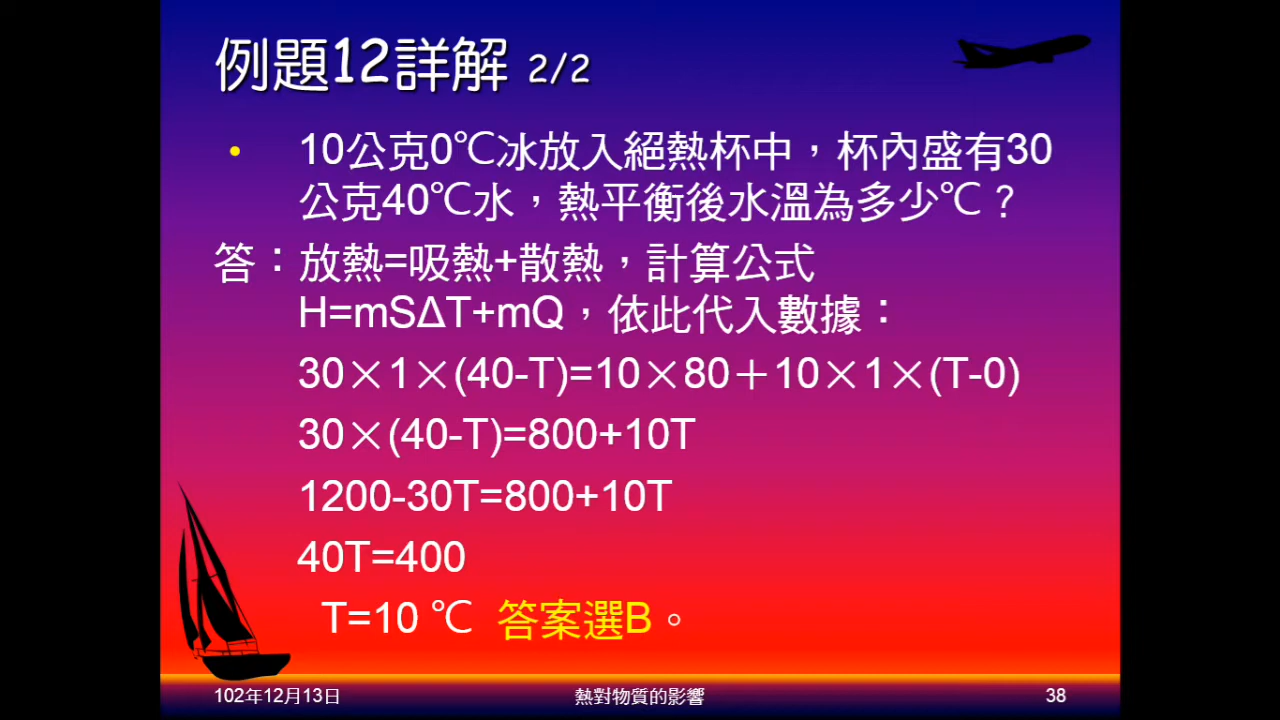 例題12詳解 2/2
• 10公克0℃冰放入絕熱杯中，杯內盛有30
公克40℃水，熱平衡後水溫為多少℃？
答：放熱=吸熱+散熱，計算公式
H=mSΔT+mQ，依此代入數據：
30×1×(40-T)=10×80＋10×1×(T-0)
30×(40-T)=800+10T
1200-30T=800+10T
40T=400
T=10 ℃ 答案選B。
102年12月13日 熱對物質的影響 38